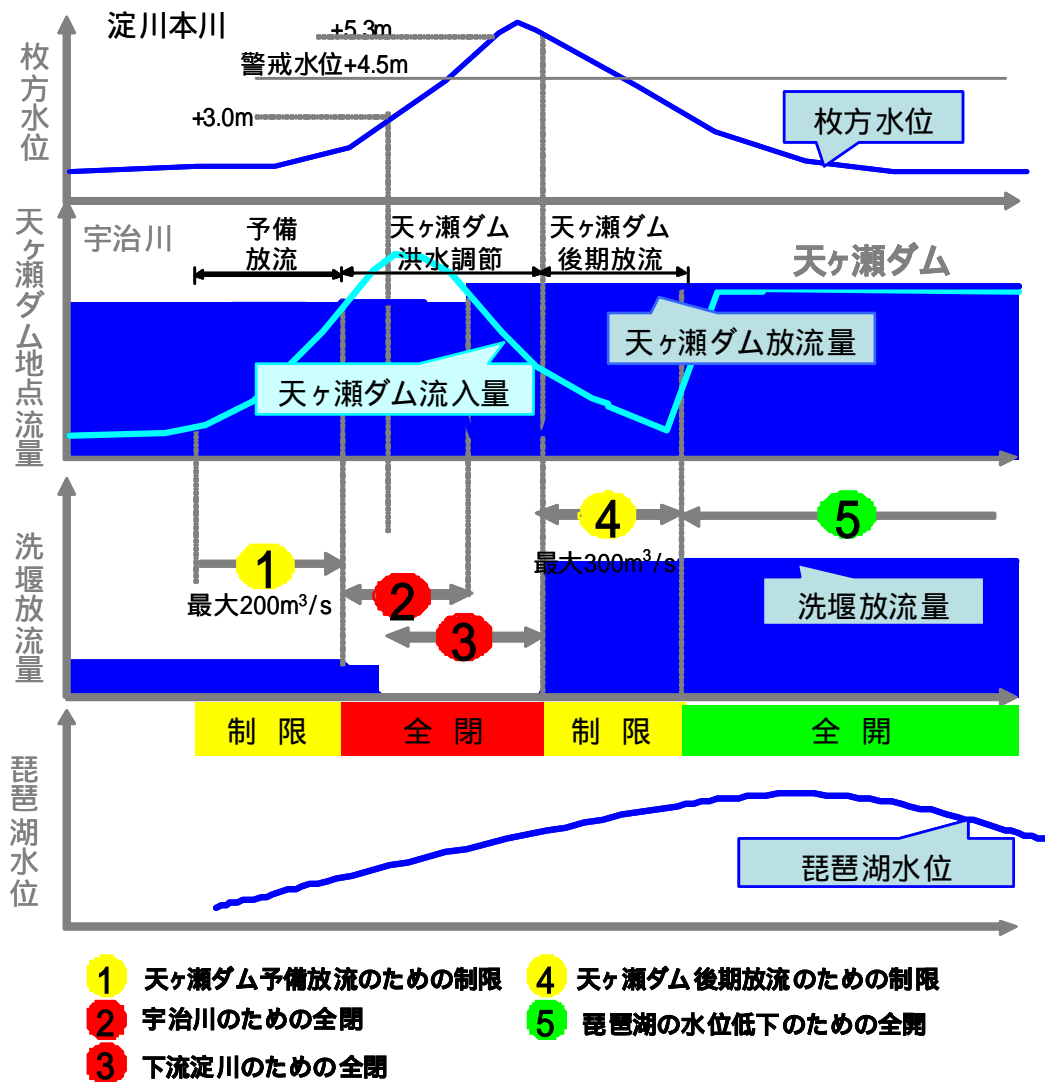 淀川本川
枚方水位
+5.3m
警戒水位+4.5m
+3.0m
枚方水位
天ヶ瀬ダム地点流量
宇治川
予備
放流
天ヶ瀬ダム
洪水調節
天ヶ瀬ダム
後期放流
天ヶ瀬ダム
天ヶ瀬ダム放流量
天ヶ瀬ダム流入量
洗堰放流量
1
最大200m³/s
2
3
4
最大300m³/s
5
洗堰放流量
制 限
全 閉
制 限
全 開
琵琶湖水位
琵琶湖水位
1 天ヶ瀬ダム予備放流のための制限
2 宇治川のための全閉
3 下流淀川のための全閉
4 天ヶ瀬ダム後期放流のための制限
5 琵琶湖の水位低下のための全開